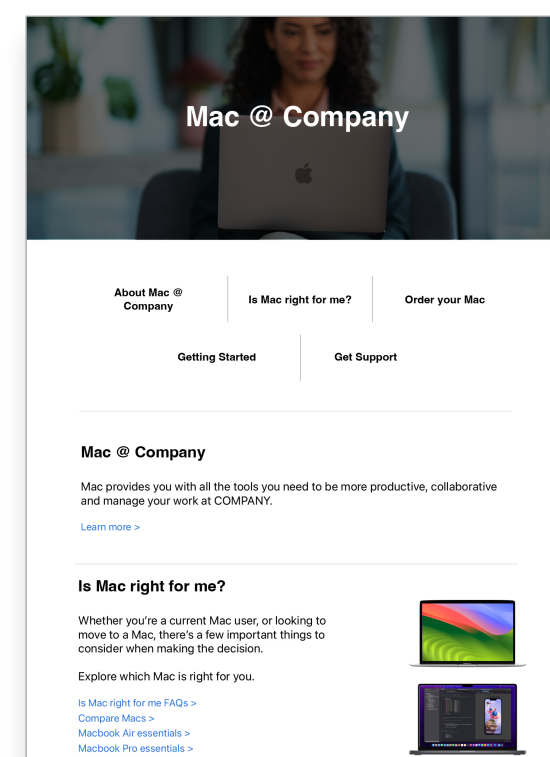 Mac @ Company
About Mac @
Company
Is Mac right for me?
Order your Mac
Getting Started
Get Support
Mac @ Company
Mac provides you with all the tools you need to be more productive, collaborative
and manage your work at COMPANY.
Learn more >
Is Mac right for me?
Whether you’re a current Mac user, or looking to
move to a Mac, there’s a few important things to
consider when making the decision.
Explore which Mac is right for you.
Is Mac right for me FAQs >
Compare Macs >
Macbook Air essentials >
Macbook Pro essentials >